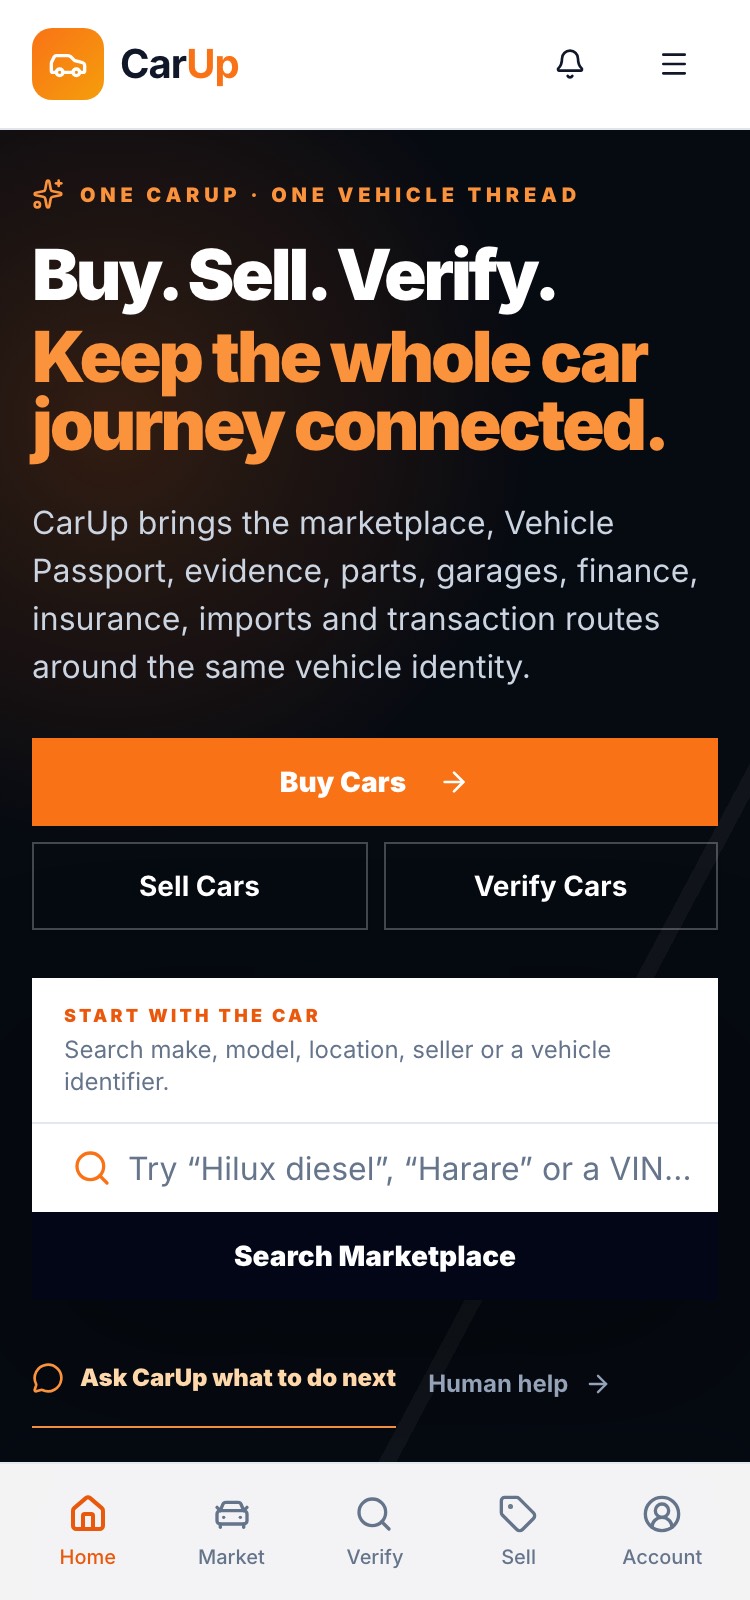 CarUp
ONE CARUP · ONE VEHICLE THREAD
Buy. Sell. Verify.
Keep the whole car
journey connected.
CarUp brings the marketplace, Vehicle
Passport, evidence, parts, garages, finance,
insurance, imports and transaction routes
around the same vehicle identity.
Buy Cars
Sell Cars
Verify Cars
START WITH THE CAR
Search make, model, location, seller or a vehicle
identifier.
Try “Hilux diesel”, “Harare” or a VIN...
Search Marketplace
Ask CarUp what to do next
Human help
Home
Market
Verify
Sell
Account